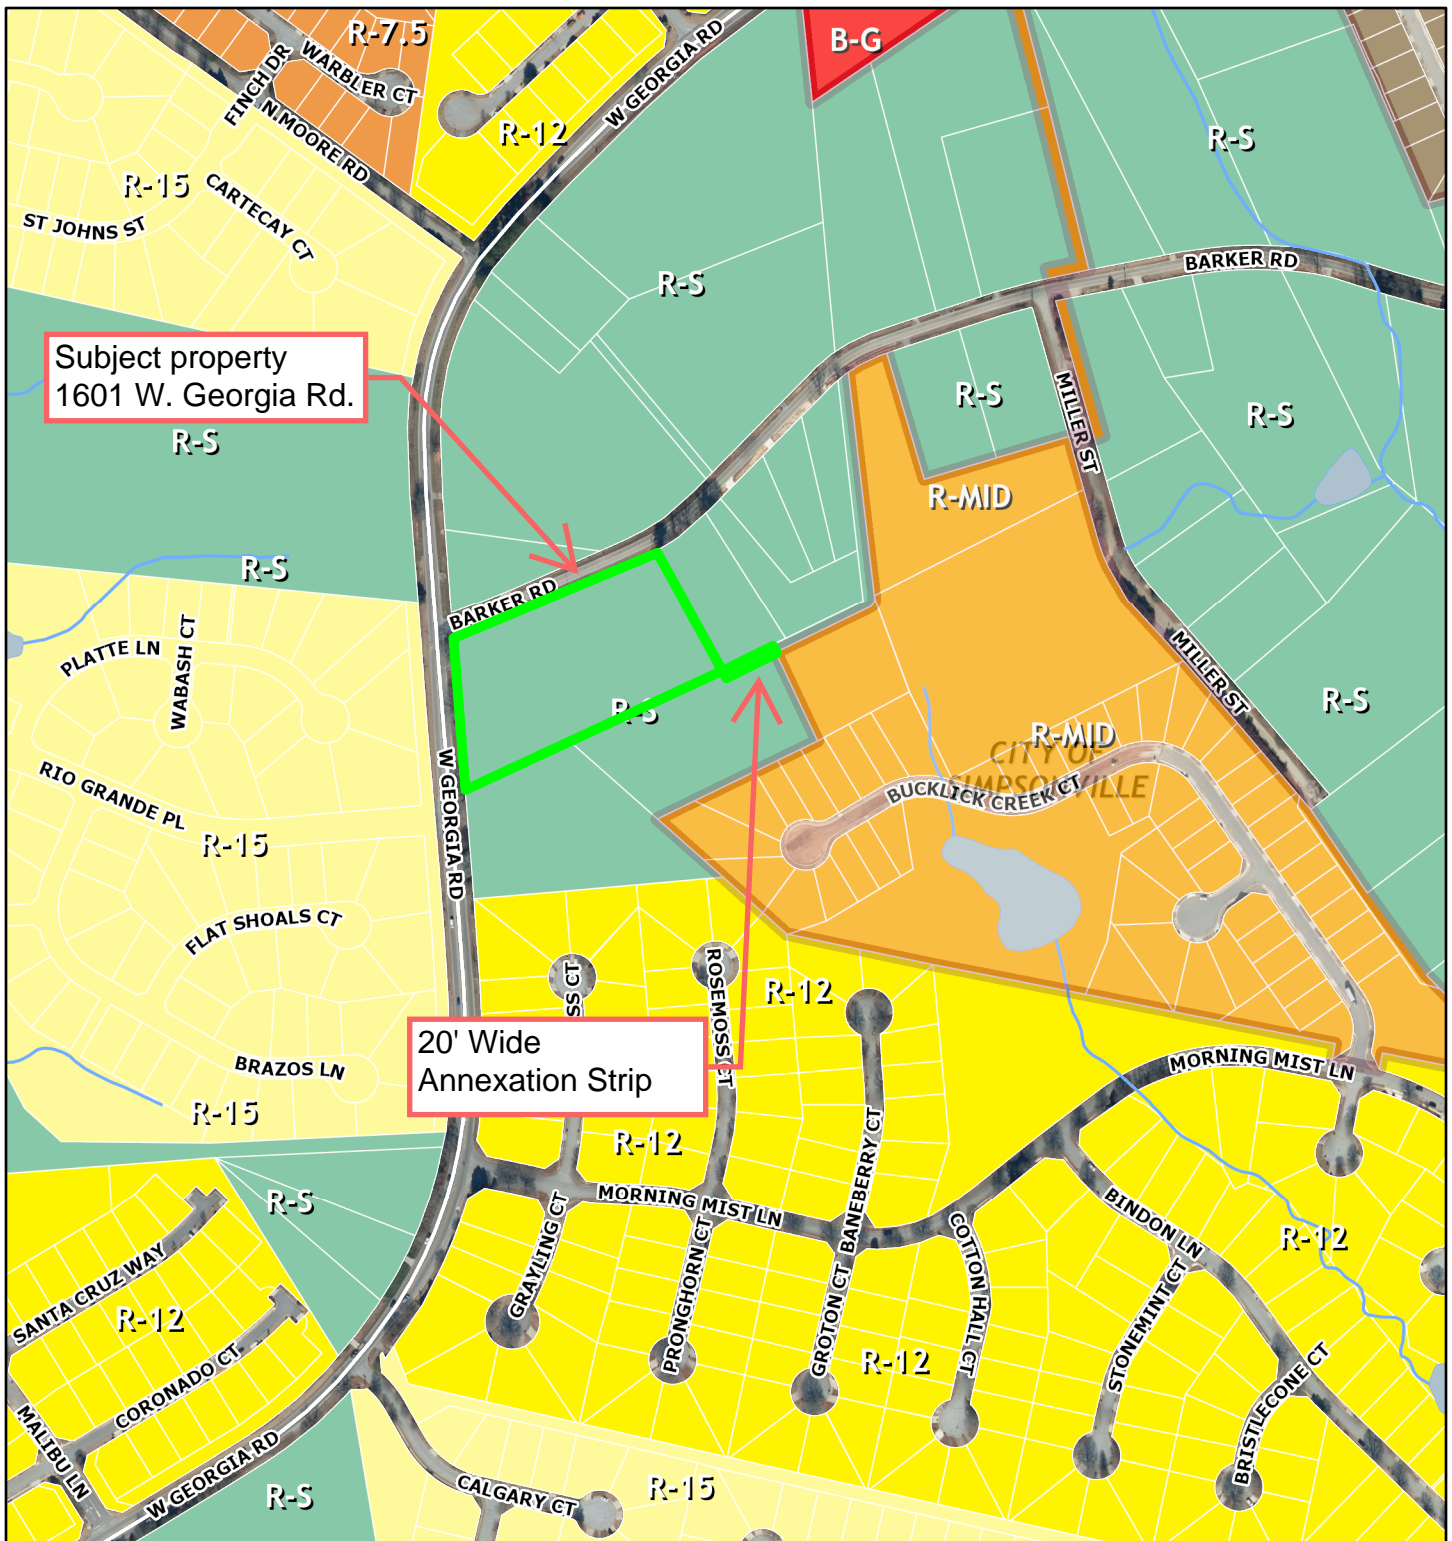 R-7.5
B-G
WARBLER CT
FINCH DR
W GEORGIA RD
N MOORE RD
R-12
R-S
R-15
CARTECAY CT
ST JOHNS ST
BARKER RD
R-S
Subject property
1601 W. Georgia Rd.
R-S
R-S
MILLER ST
R-S
R-MID
R-S
BARKER RD
PLATTE LN
WABASH CT
MILLER ST
R-S
R-S
R-MID
CITY OF
SIMPSONVILLE
RIO GRANDE PL
W GEORGIA RD
BUCKLICK CREEK CT
R-15
FLAT SHOALS CT
SS CT
ROSEMOSS CT
R-12
20' Wide
Annexation Strip
BRAZOS LN
MORNING MIST LN
R-15
R-12
BANEBERRY CT
R-S
MORNING MIST LN
BINDON LN
GRAYLING CT
PRONGHORN CT
COTTON HALL CT
R-12
SANTA CRUZ WAY
R-12
GROTON CT
STONEMINT CT
R-12
CORONADO CT
BRISTLECONE CT
MALIBU LN
W GEORGIA RD
R-S
CALGARY CT
R-15